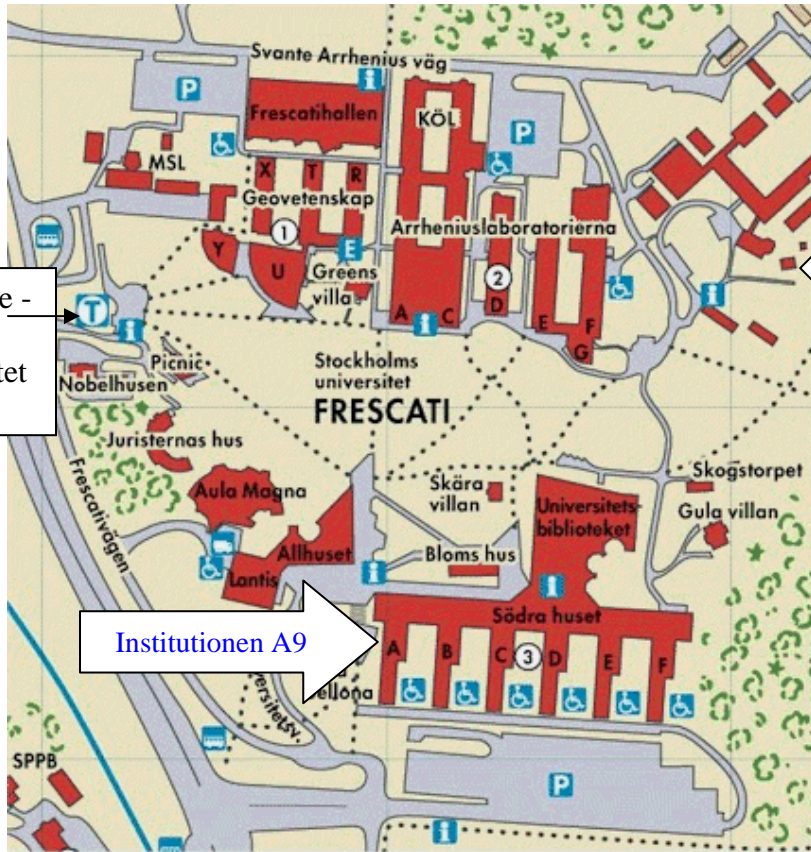 Svante Arrhenius väg
P
i
Frescatihallen
KÖL
P
MSL
X T R
Geovetenskap
Arrheniuslaboratorierna
1
Y
U
E
Greens
villa
2
A C
D
E
F
G
i
i
e -
T
i
tet
Picnic
Nobelhusen
Stockholms
universitet
FRESCATI
Juristernas hus
Frescativägen
Aula Magna
Skära
villan
Universitets-
biblioteket
Skogstorpet
Gula villan
Allhuset
Lantis
i
Bloms hus
i
Södra huset
Institutionen A9
A B C 3 D E F
ellona
ersitetsv.
SPPB
P
i